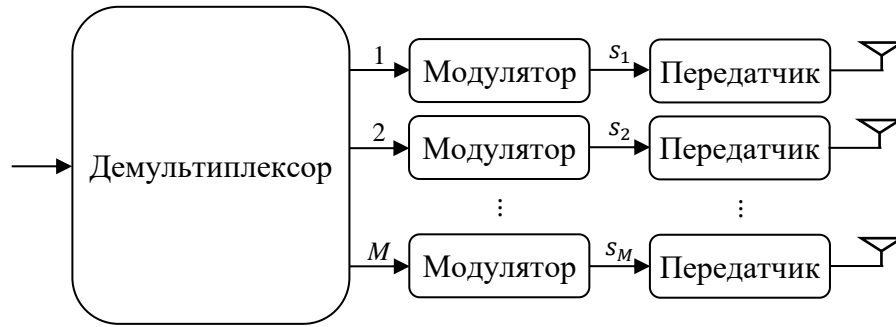 1 Модулятор s₁ Передатчик
2 Модулятор s₂ Передатчик
Демультиплексор
⋮ ⋮
M Модулятор s_M Передатчик